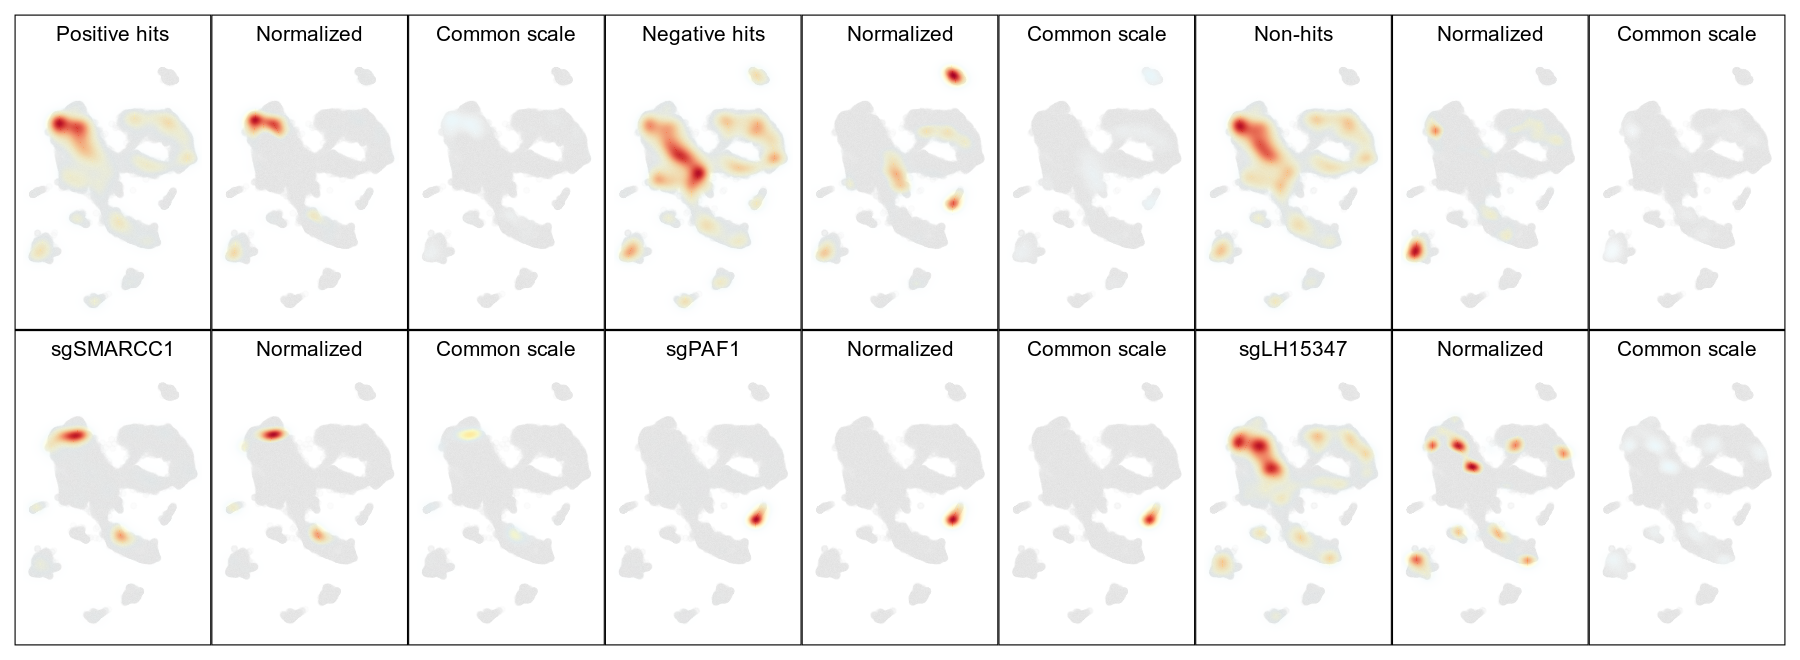 Positive hits
Normalized
Common scale
Negative hits
Normalized
Common scale
Non-hits
Normalized
Common scale
sgSMARCC1
Normalized
Common scale
sgPAF1
Normalized
Common scale
sgLH15347
Normalized
Common scale